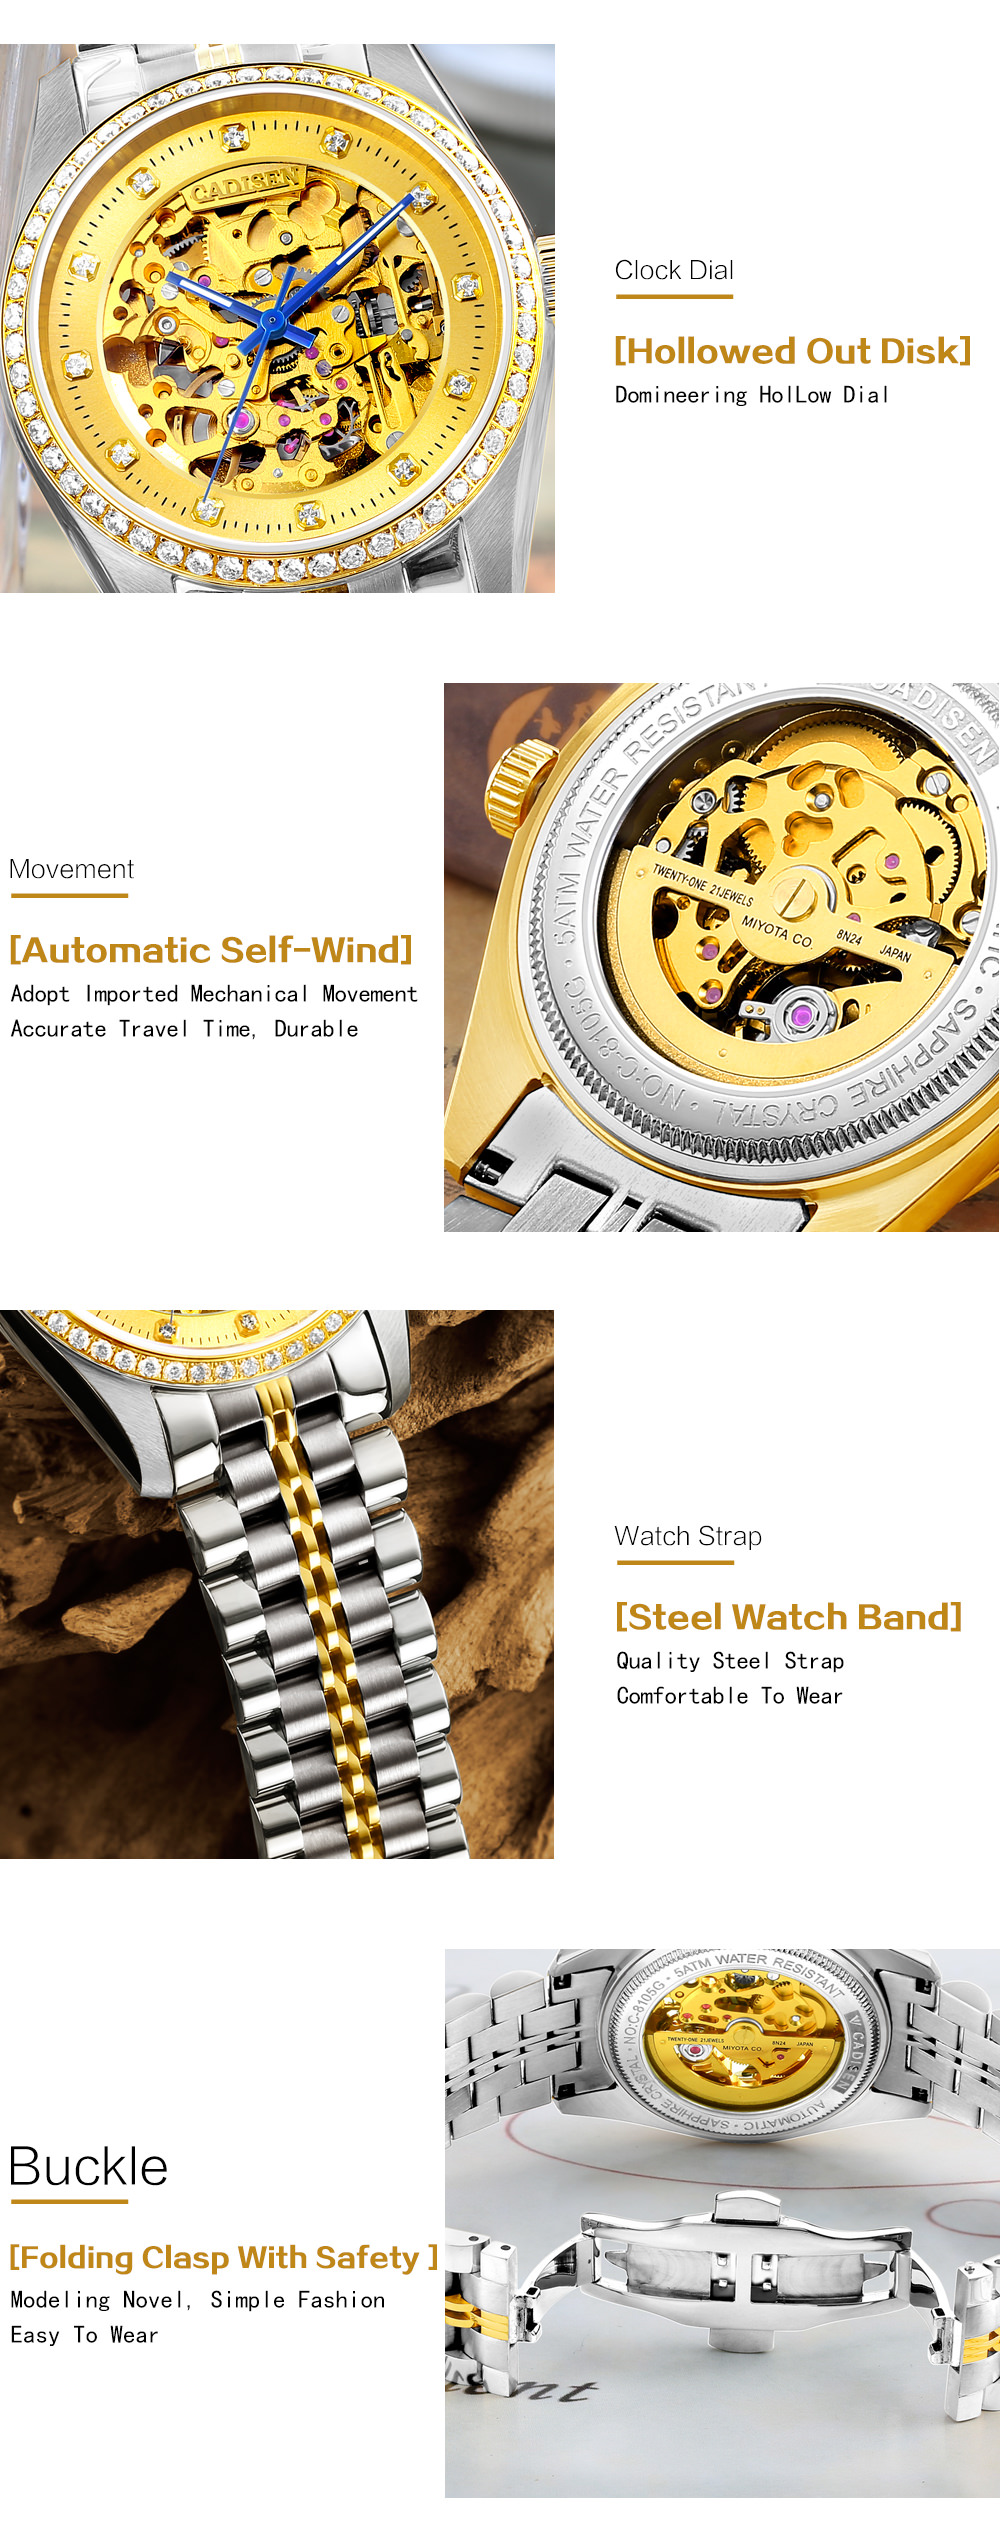 CADISEN
Clock Dial
[Hollowed Out Disk]
Domineering HolLow Dial
5ATM WATER RESISTANT
CADISEN
Movement
[Automatic Self-Wind]
Adopt Imported Mechanical Movement
Accurate Travel Time, Durable
TWENTY-ONE 21JEWELS
MIYOTA CO.
8N24
JAPAN
SAPPHIRE CRYSTAL · NO:C-8105G
Watch Strap
[Steel Watch Band]
Quality Steel Strap
Comfortable To Wear
NO:C-8105G · 5ATM WATER RESISTANT
V CADISEN
TWENTY-ONE 21JEWELS
MIYOTA CO.
8N24
JAPAN
AUTOMATIC · SAPPHIRE CRYSTAL
Buckle
[Folding Clasp With Safety ]
Modeling Novel, Simple Fashion
Easy To Wear